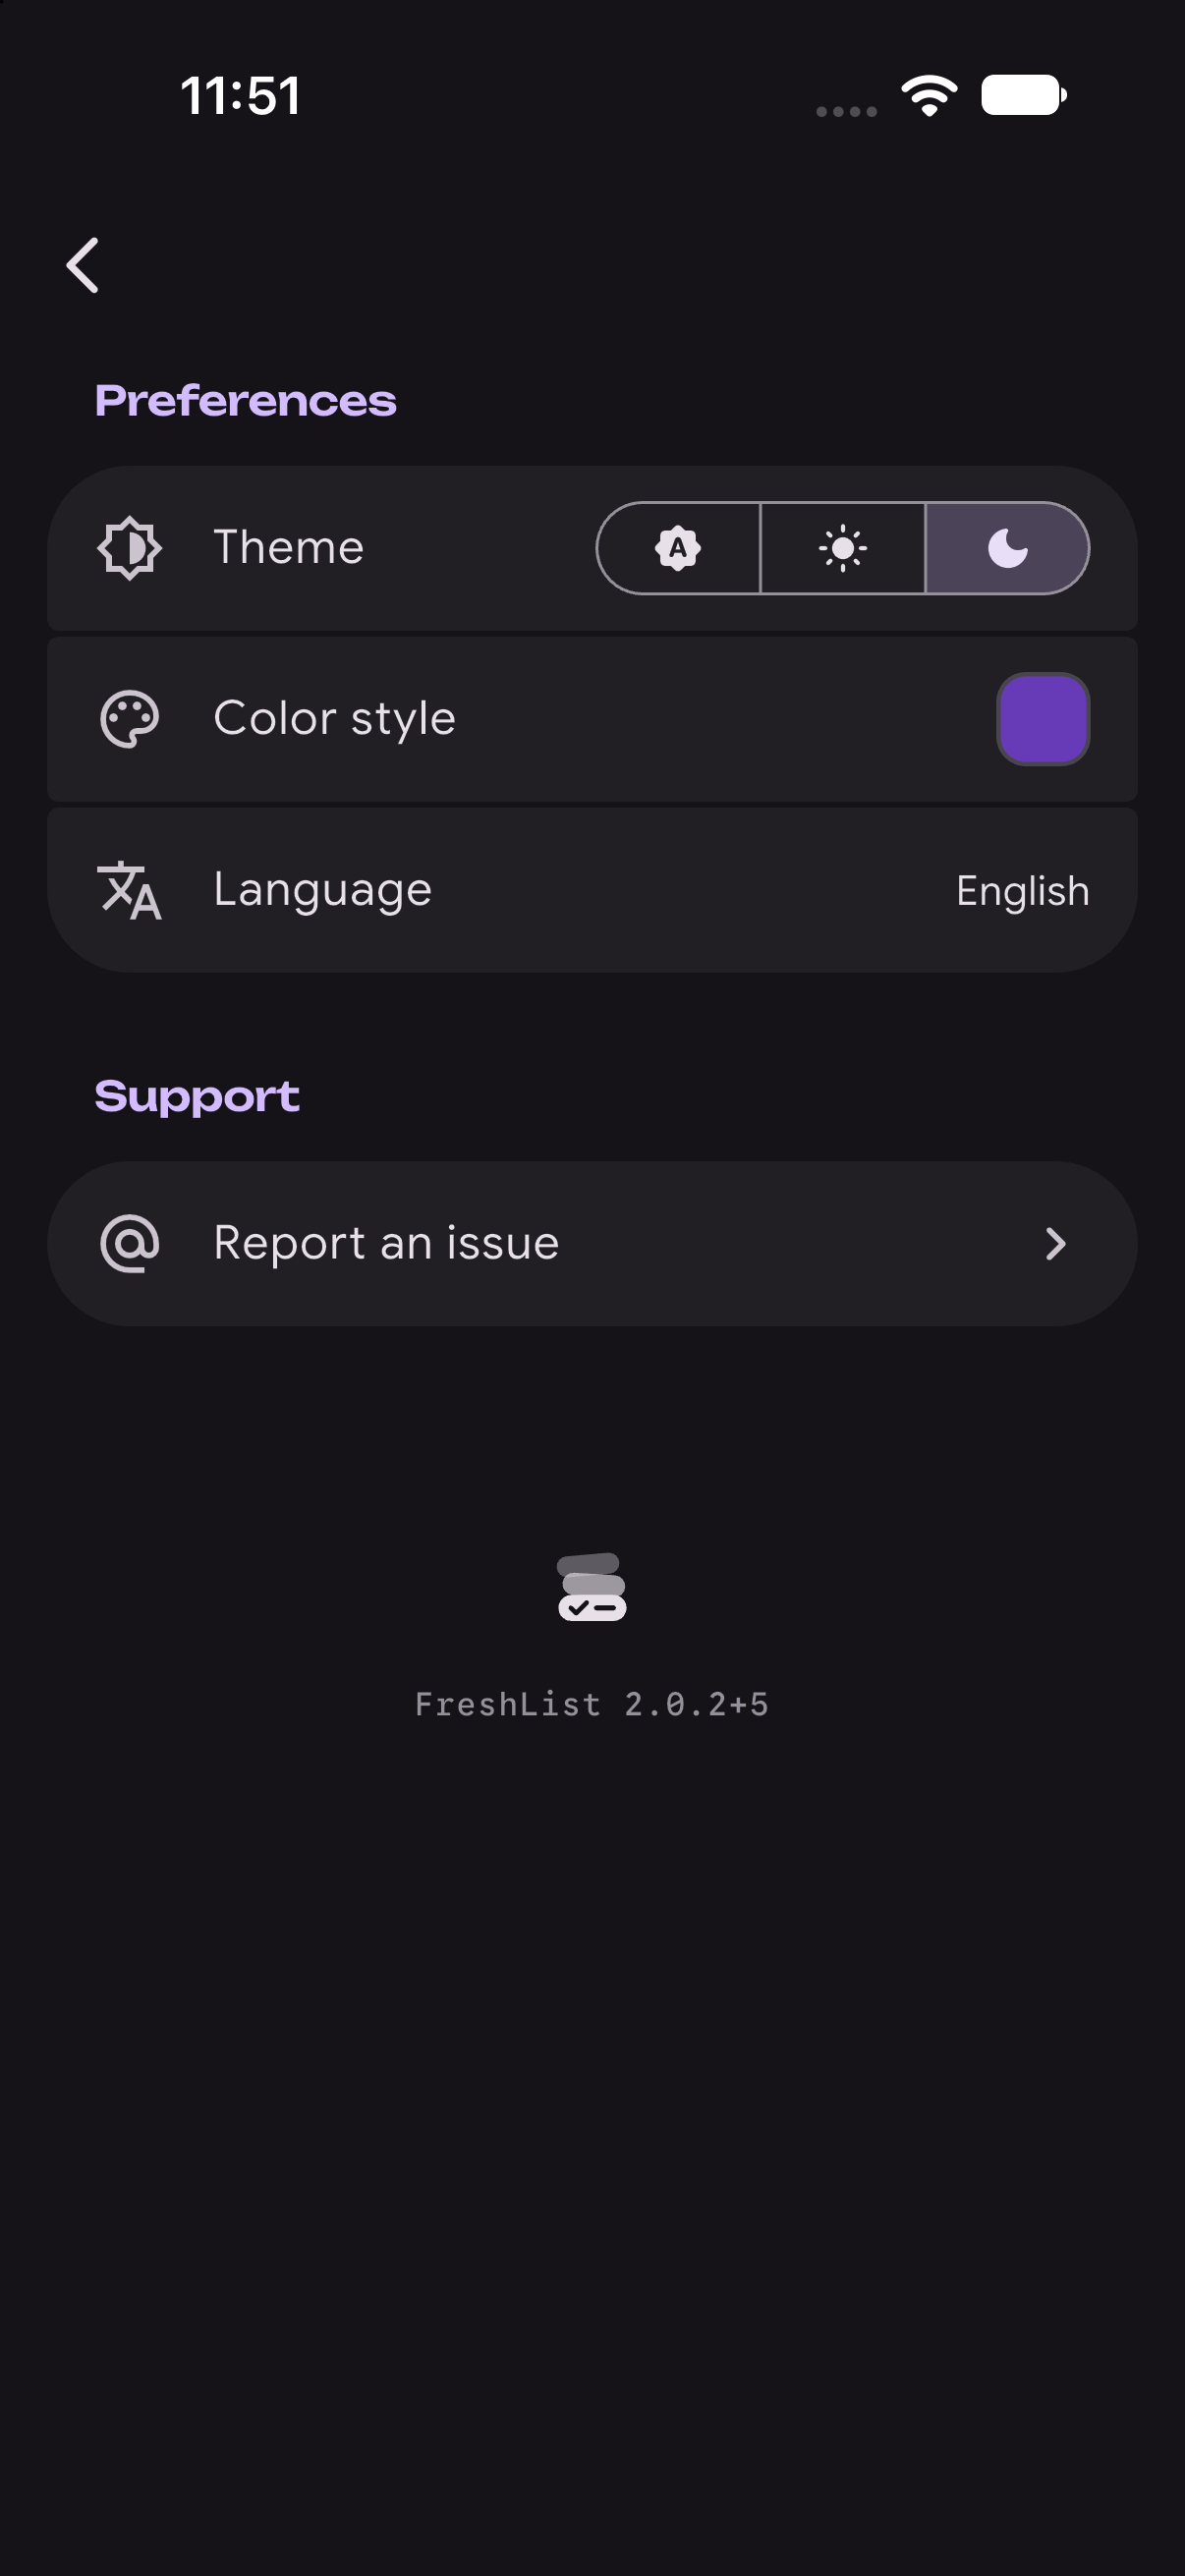 11:51
Preferences
Theme
Color style
Language
English
Support
Report an issue
FreshList 2.0.2+5